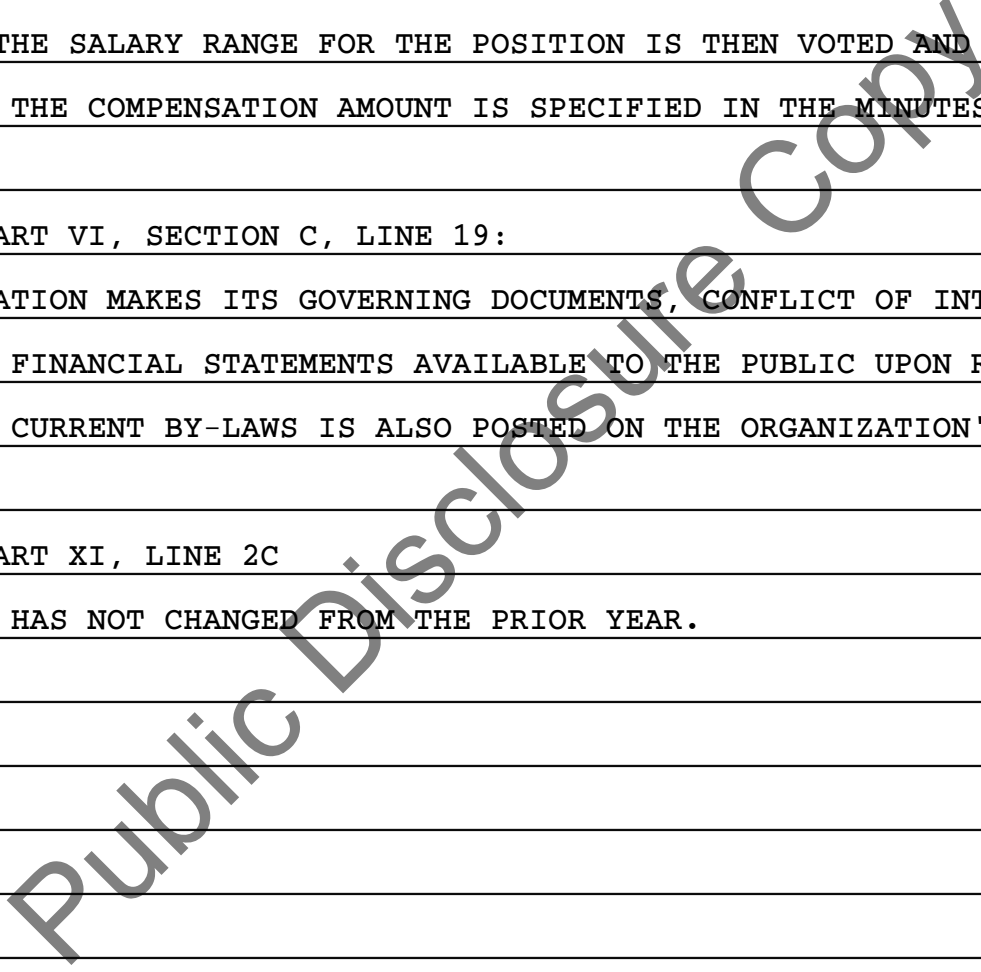 THE SALARY RANGE FOR THE POSITION IS THEN VOTED AND
THE COMPENSATION AMOUNT IS SPECIFIED IN THE MINUTES
ART VI, SECTION C, LINE 19:
ATION MAKES ITS GOVERNING DOCUMENTS, CONFLICT OF INT
FINANCIAL STATEMENTS AVAILABLE TO THE PUBLIC UPON R
CURRENT BY-LAWS IS ALSO POSTED ON THE ORGANIZATION'
ART XI, LINE 2C
HAS NOT CHANGED FROM THE PRIOR YEAR.
Public Disclosure Copy